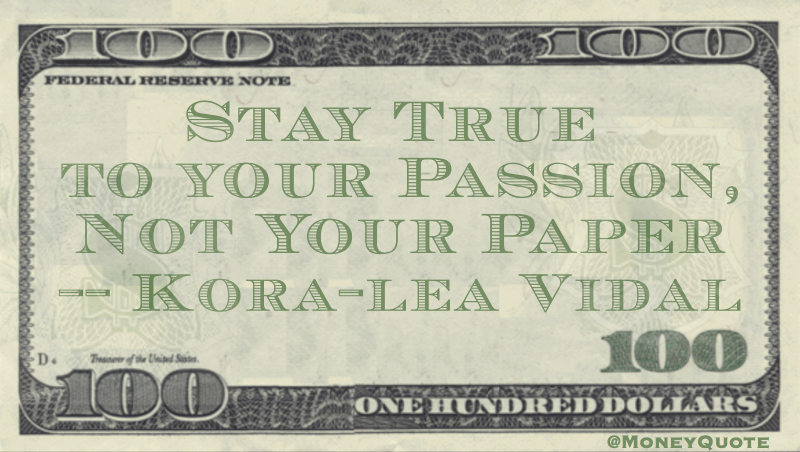 100 100
FEDERAL RESERVE NOTE
Stay True
to your Passion,
Not Your Paper
-- Kora-lea Vidal
100
D 4 Treasurer of the United States.
100 ONE HUNDRED DOLLARS
@MoneyQuote